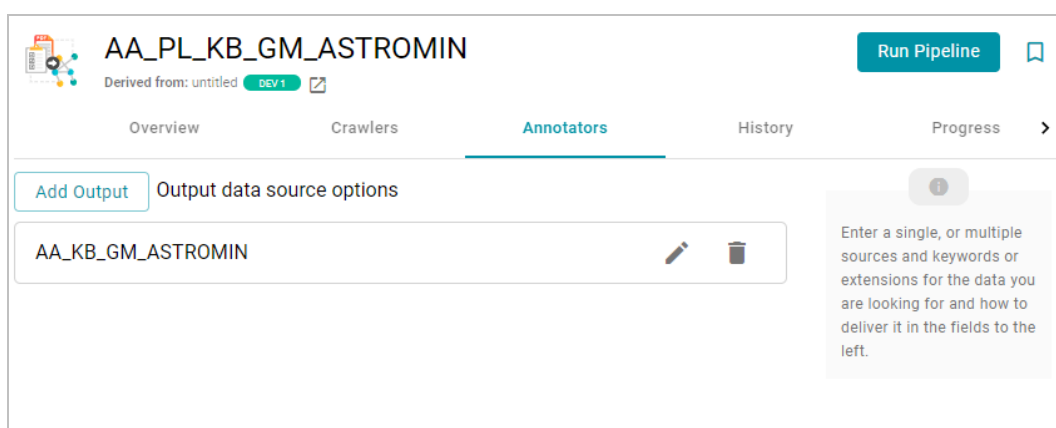 AA_PL_KB_GM_ASTROMIN
Run Pipeline
Derived from: untitled DEV 1
Overview
Crawlers
Annotators
History
Progress
Add Output
Output data source options
AA_KB_GM_ASTROMIN
Enter a single, or multiple
sources and keywords or
extensions for the data you
are looking for and how to
deliver it in the fields to the
left.